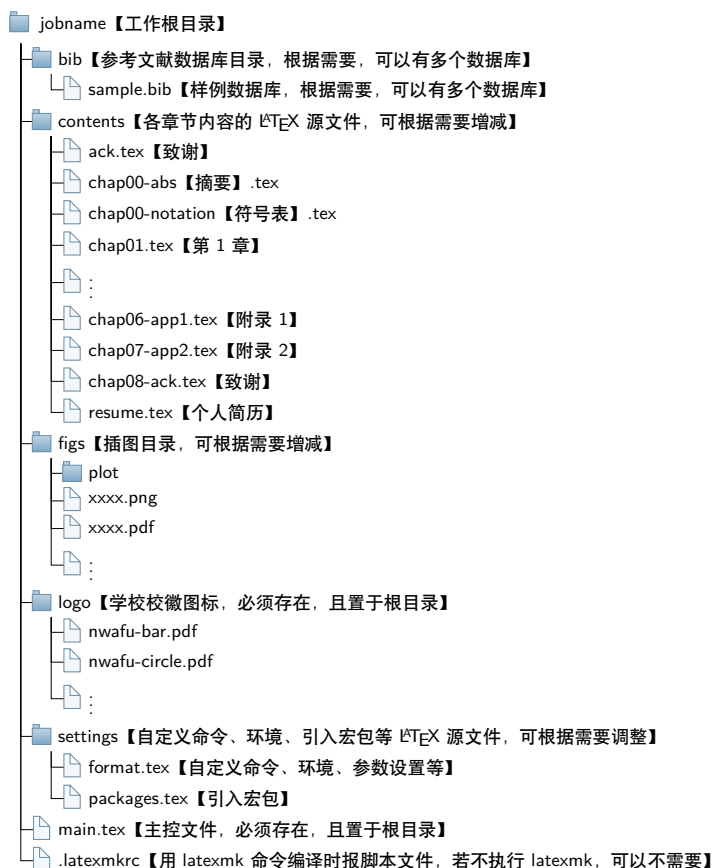 jobname【工作根目录】
bib【参考文献数据库目录，根据需要，可以有多个数据库】
sample.bib【样例数据库，根据需要，可以有多个数据库】
contents【各章节内容的 LATEX 源文件，可根据需要增减】
ack.tex【致谢】
chap00-abs【摘要】.tex
chap00-notation【符号表】.tex
chap01.tex【第 1 章】
⋮
chap06-app1.tex【附录 1】
chap07-app2.tex【附录 2】
chap08-ack.tex【致谢】
resume.tex【个人简历】
figs【插图目录，可根据需要增减】
plot
xxxx.png
xxxx.pdf
⋮
logo【学校校徽图标，必须存在，且置于根目录】
nwafu-bar.pdf
nwafu-circle.pdf
⋮
settings【自定义命令、环境、引入宏包等 LATEX 源文件，可根据需要调整】
format.tex【自定义命令、环境、参数设置等】
packages.tex【引入宏包】
main.tex【主控文件，必须存在，且置于根目录】
.latexmkrc【用 latexmk 命令编译时报脚本文件，若不执行 latexmk，可以不需要】